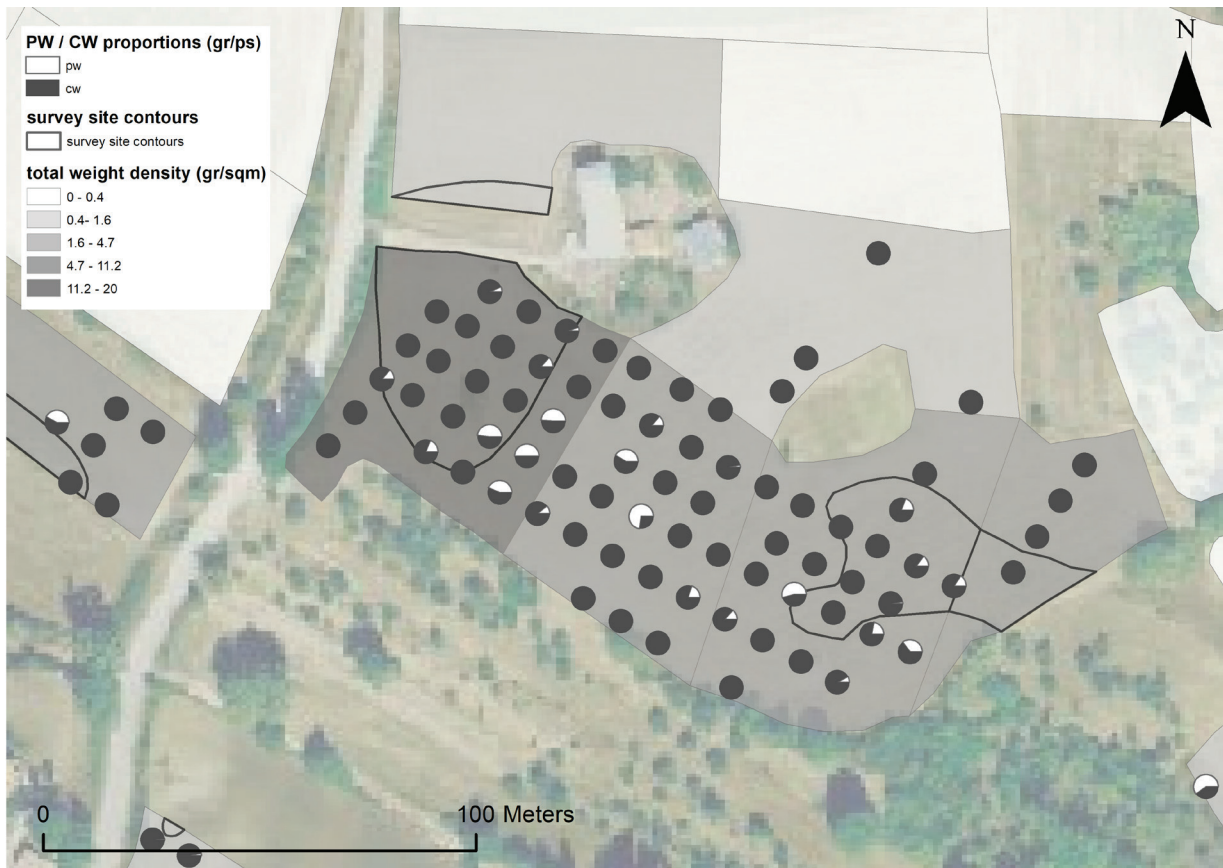 PW / CW proportions (gr/ps)
pw
cw
survey site contours
survey site contours
total weight density (gr/sqm)
0 - 0.4
0.4- 1.6
1.6 - 4.7
4.7 - 11.2
11.2 - 20
N
0 100 Meters